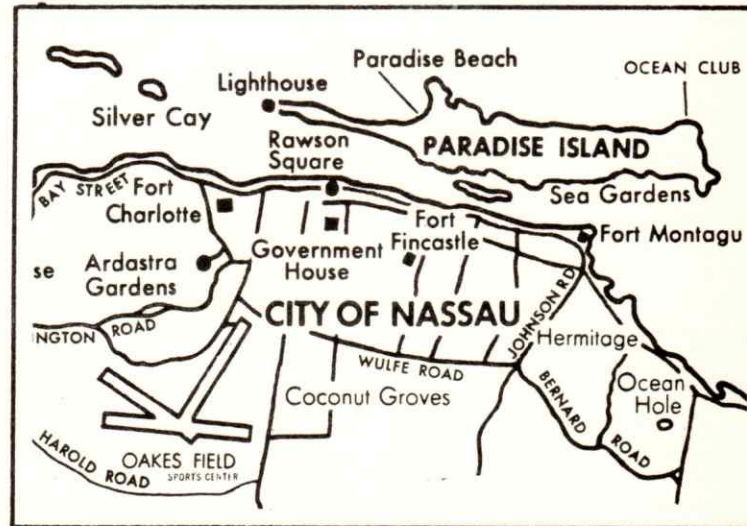 Paradise Beach
OCEAN CLUB
Lighthouse
Silver Cay
PARADISE ISLAND
Rawson
Square
Sea Gardens
BAY STREET
Fort
Charlotte
Fort
Fincastle
Fort Montagu
Government
House
se
Ardastra
Gardens
CITY OF NASSAU
JOHNSON RD
Hermitage
INGTON ROAD
WULFE ROAD
Coconut Groves
Ocean
Hole
BERNARD
ROAD
HAROLD ROAD
OAKES FIELD
SPORTS CENTER